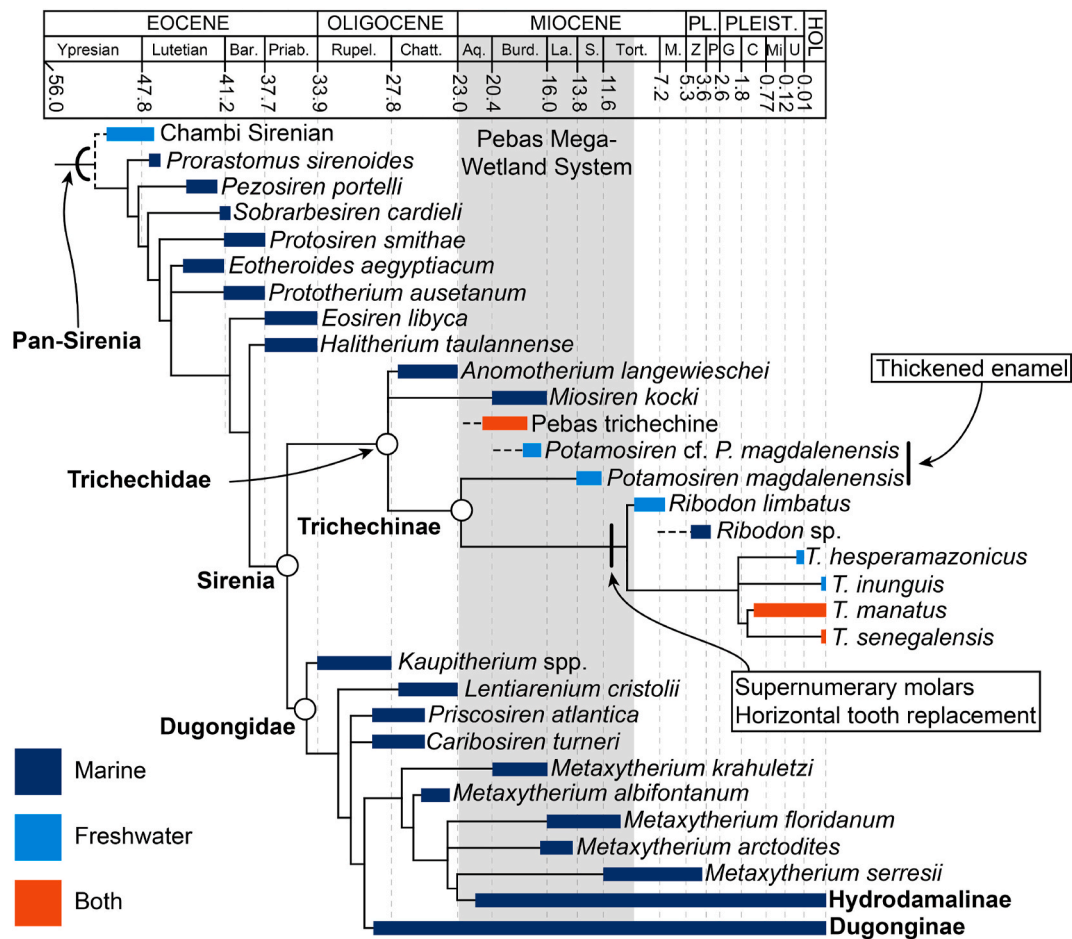 EOCENE OLIGOCENE MIOCENE PL. PLEIST. HOL
Ypresian Lutetian Bar. Priab. Rupel. Chatt. Aq. Burd. La. S. Tort. M. Z P G C Mi U
56.0 47.8 41.2 37.7 33.9 27.8 23.0 20.4 16.0 13.8 11.6 7.2 5.3 3.6 2.6 1.8 0.77 0.12 0.01
Chambi Sirenian
Pebas Mega-
Wetland System
Prorastomus sirenoides
Pezosiren portelli
Sobrarbesiren cardieli
Protosiren smithae
Eotheroides aegyptiacum
Prototherium ausetanum
Eosiren libyca
Pan-Sirenia
Halitherium taulannense
Anomotherium langewieschei
Thickened enamel
Miosiren kocki
Pebas trichechine
Potamosiren cf. P. magdalenensis
Trichechidae
Potamosiren magdalenensis
Ribodon limbatus
Trichechinae
Ribodon sp.
T. hesperamazonicus
Sirenia
T. inunguis
T. manatus
T. senegalensis
Kaupitherium spp.
Lentiarenium cristolii
Supernumerary molars
Horizontal tooth replacement
Dugongidae
Priscosiren atlantica
Caribosiren turneri
Marine
Metaxytherium krahuletzi
Metaxytherium albifontanum
Metaxytherium floridanum
Freshwater
Metaxytherium arctodites
Metaxytherium serresii
Both
Hydrodamalinae
Dugonginae